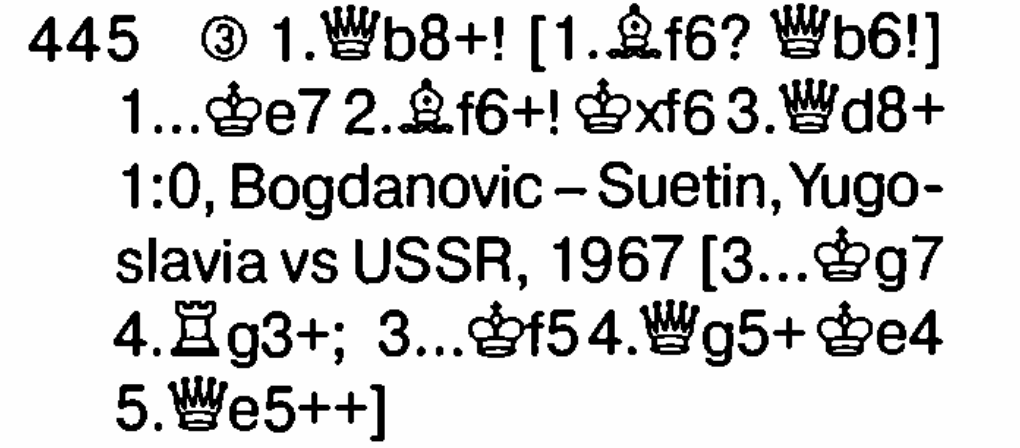 445 ③ 1.♕b8+! [1.♗f6? ♕b6!]
1...♔e7 2.♗f6+! ♔xf6 3.♕d8+
1:0, Bogdanovic – Suetin, Yugo-
slavia vs USSR, 1967 [3...♔g7
4.♖g3+; 3...♔f5 4.♕g5+ ♔e4
5.♕e5++]